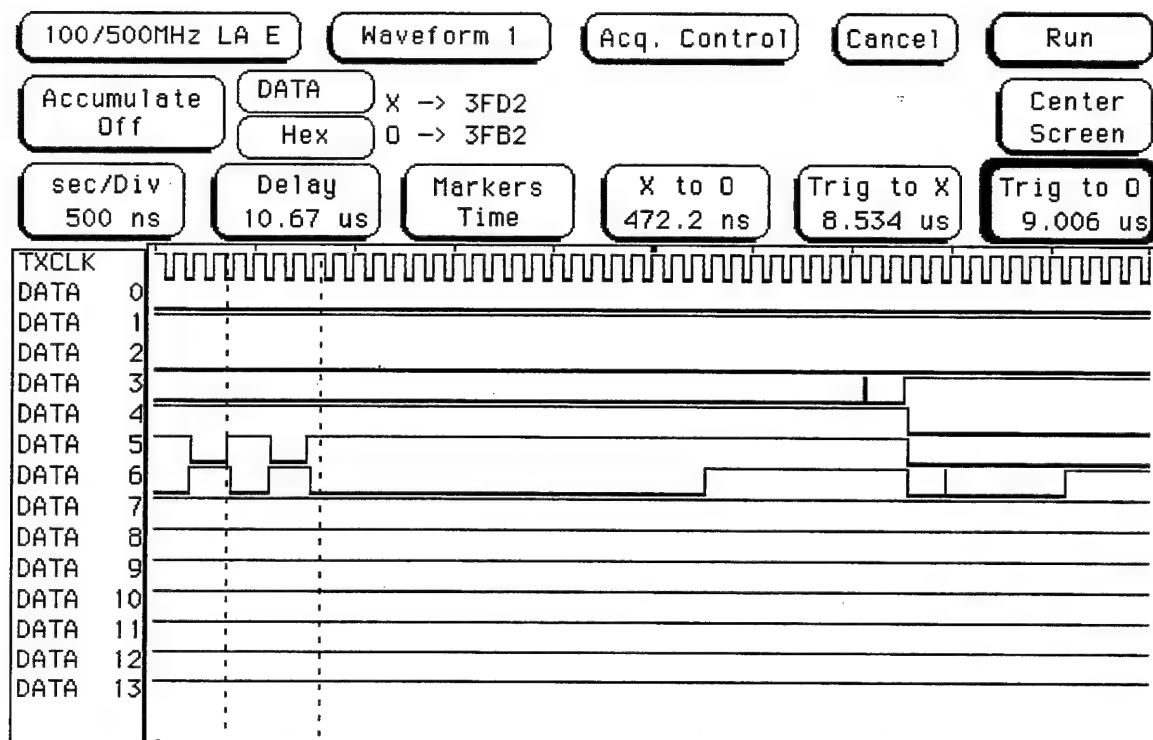 100/500MHz LA E Waveform 1 Acq. Control Cancel Run
Accumulate Off DATA X -> 3FD2 Center Screen
Hex O -> 3FB2
sec/Div Delay Markers X to O Trig to X Trig to O
500 ns 10.67 us Time 472.2 ns 8.534 us 9.006 us
TXCLK
DATA 0
DATA 1
DATA 2
DATA 3
DATA 4
DATA 5
DATA 6
DATA 7
DATA 8
DATA 9
DATA 10
DATA 11
DATA 12
DATA 13